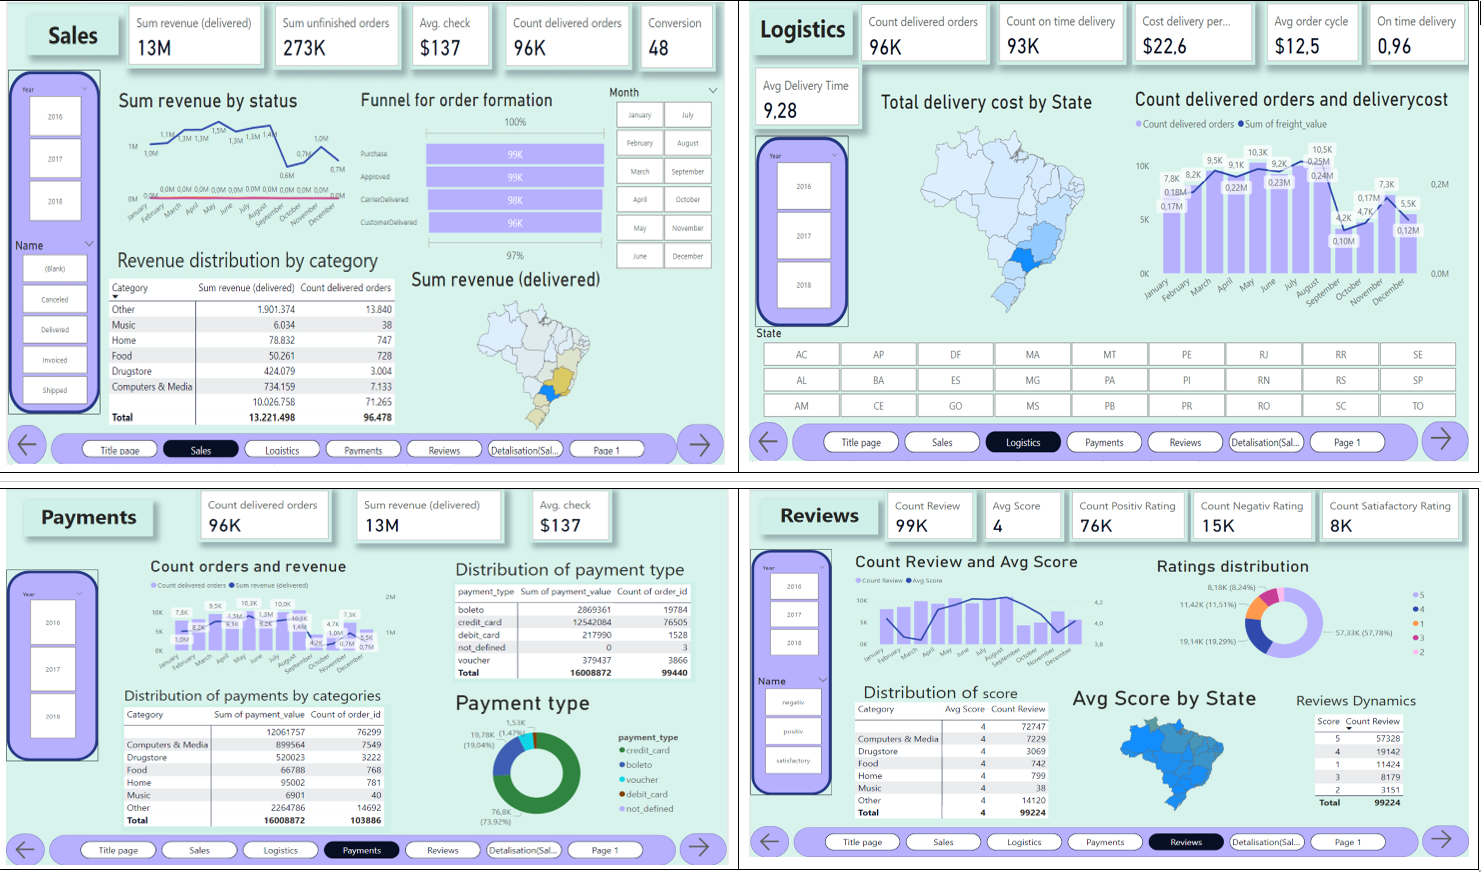 Sales
Sum revenue (delivered)
13M
Sum unfinished orders
273K
Avg. check
$137
Count delivered orders
96K
Conversion
48
Year
2016
2017
2018
Name
(Blank)
Canceled
Delivered
Invoiced
Shipped
Sum revenue by status
1M
0M
1,0M
1,1M
1,3M
1,3M
1,5M
1,3M
1,3M
1,4M
0,6M
0,7M
1,0M
0,7M
0,0M 0,0M 0,0M 0,0M 0,0M 0,0M 0,0M 0,0M 0,0M
January
February
March
April
May
June
July
August
September
October
November
December
Funnel for order formation
100%
Purchase 99K
Approved 99K
CarrierDelivered 98K
CustomerDelivered 96K
97%
Month
January July
February August
March September
April October
May November
June December
Revenue distribution by category
Category Sum revenue (delivered) Count delivered orders
Other 1.901.374 13.840
Music 6.034 38
Home 78.832 747
Food 50.261 728
Drugstore 424.079 3.004
Computers & Media 734.159 7.133
10.026.758 71.265
Total 13.221.498 96.478
Sum revenue (delivered)
Title page Sales Logistics Payments Reviews Detalisation(Sal... Page 1
Logistics
Count delivered orders
96K
Count on time delivery
93K
Cost delivery per...
$22,6
Avg order cycle
$12,5
On time delivery
0,96
Avg Delivery Time
9,28
Year
2016
2017
2018
Total delivery cost by State
Count delivered orders and deliverycost
Count delivered orders Sum of freight_value
10K
5K
0K
0,2M
0,0M
7,8K
8,2K
9,5K
9,1K
10,3K
9,2K
10,5K
4,2K
4,7K
7,3K
5,5K
0,18M
0,17M
0,22M
0,23M
0,25M
0,24M
0,10M
0,17M
0,12M
January
February
March
April
May
June
July
August
September
October
November
December
State
AC AP DF MA MT PE RJ RR SE
AL BA ES MG PA PI RN RS SP
AM CE GO MS PB PR RO SC TO
Title page Sales Logistics Payments Reviews Detalisation(Sal... Page 1
Payments
Count delivered orders
96K
Sum revenue (delivered)
13M
Avg. check
$137
Year
2016
2017
2018
Count orders and revenue
Count delivered orders Sum revenue (delivered)
10K
5K
0K
2M
1M
7,8K
8,2K
9,5K
9,1K
10,3K
9,2K
10,0K
4,2K
4,7K
7,3K
5,5K
1,0M
1,5M
1,3M
1,4M
1,0M
0,7M
0,7M
January
February
March
April
May
June
July
August
September
October
November
December
Distribution of payment type
payment_type Sum of payment_value Count of order_id
boleto 2869361 19784
credit_card 12542084 76505
debit_card 217990 1528
not_defined 0 3
voucher 379437 3866
Total 16008872 99440
Distribution of payments by categories
Category Sum of payment_value Count of order_id
12061757 76299
Computers & Media 899564 7549
Drugstore 520023 3222
Food 66788 768
Home 95002 781
Music 6901 40
Other 2264786 14692
Total 16008872 103886
Payment type
1,53K
(1.47%)
19,78K
(19.04%)
76,8K
(73.92%)
payment_type
credit_card
boleto
voucher
debit_card
not_defined
Title page Sales Logistics Payments Reviews Detalisation(Sal... Page 1
Reviews
Count Review
99K
Avg Score
4
Count Positiv Rating
76K
Count Negativ Rating
15K
Count Satiafactory Rating
8K
Year
2016
2017
2018
Name
negativ
positiv
satisfactory
Count Review and Avg Score
Count Review Avg Score
10K
5K
0K
4,2
4,0
3,8
January
February
March
April
May
June
July
August
September
October
November
December
Ratings distribution
8,18K (8,24%)
11,42K (11,51%)
19,14K (19,29%)
57,33K (57,78%)
5
4
1
3
2
Distribution of score
Category Avg Score Count Review
4 72747
Computers & Media 4 7229
Drugstore 4 3069
Food 4 742
Home 4 799
Music 4 38
Other 4 14120
Total 4 99224
Avg Score by State
Reviews Dynamics
Score Count Review
5 57328
4 19142
1 11424
3 8179
2 3151
Total 99224
Title page Sales Logistics Payments Reviews Detalisation(Sal... Page 1